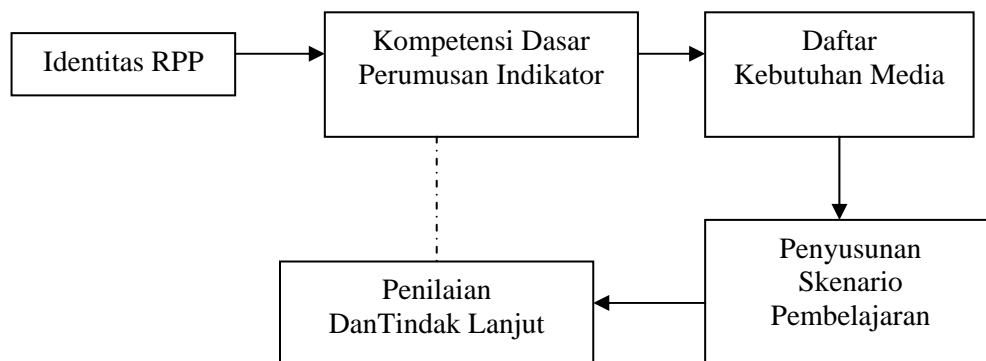 Identitas RPP
Kompetensi Dasar
Perumusan Indikator
Daftar
Kebutuhan Media
Penyusunan
Skenario
Pembelajaran
Penilaian
DanTindak Lanjut